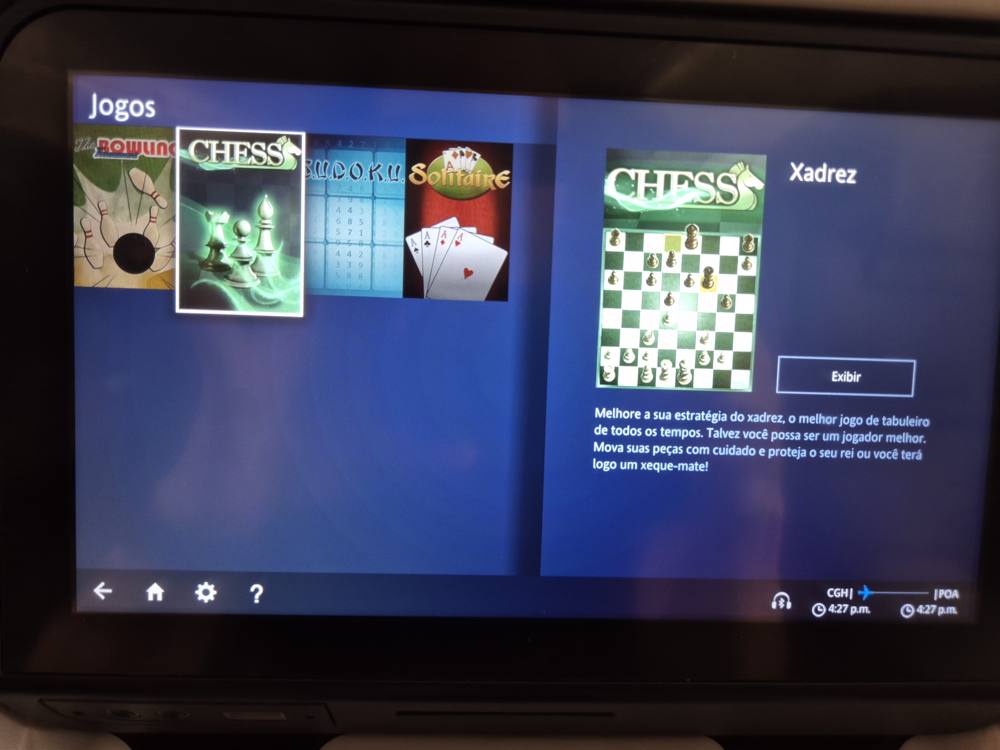 Jogos
The BOWLING
CHESS
S.U.D.O.K.U.
Solitaire
CHESS
Xadrez
Exibir
Melhore a sua estratégia do xadrez, o melhor jogo de tabuleiro
de todos os tempos. Talvez você possa ser um jogador melhor.
Mova suas peças com cuidado e proteja o seu rei ou você terá
logo um xeque-mate!
?
CGH| |POA
4:27 p.m. 4:27 p.m.